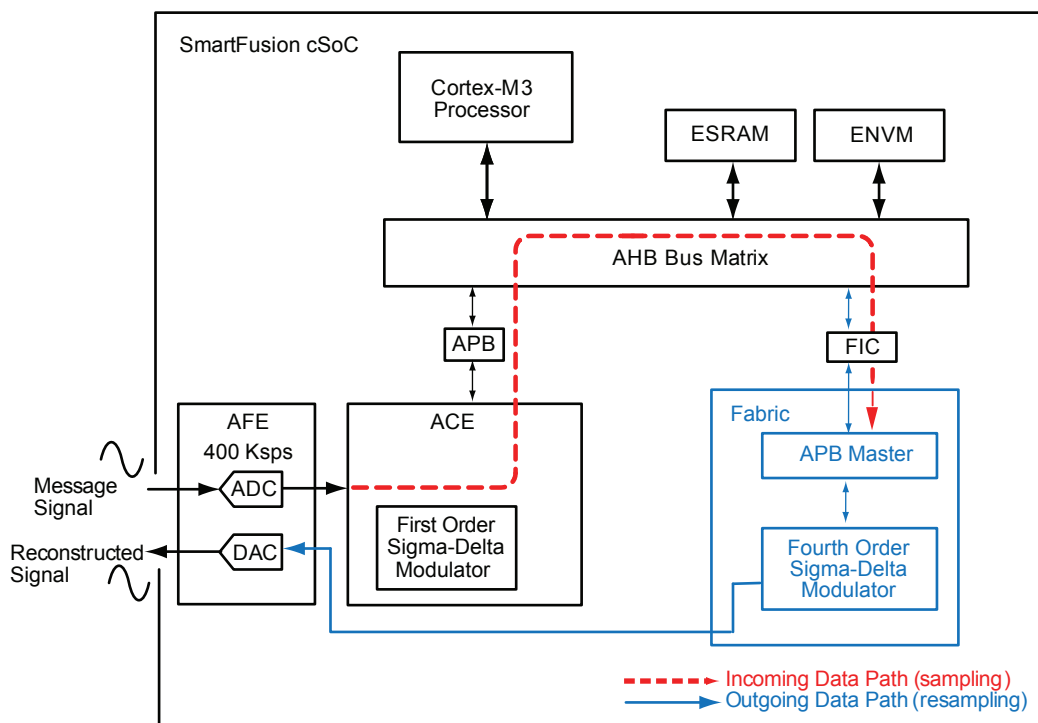 SmartFusion cSoC
Cortex-M3
Processor
ESRAM
ENVM
AHB Bus Matrix
APB
FIC
AFE
400 Ksps
ADC
DAC
ACE
First Order
Sigma-Delta
Modulator
Fabric
APB Master
Fourth Order
Sigma-Delta
Modulator
Message
Signal
Reconstructed
Signal
Incoming Data Path (sampling)
Outgoing Data Path (resampling)